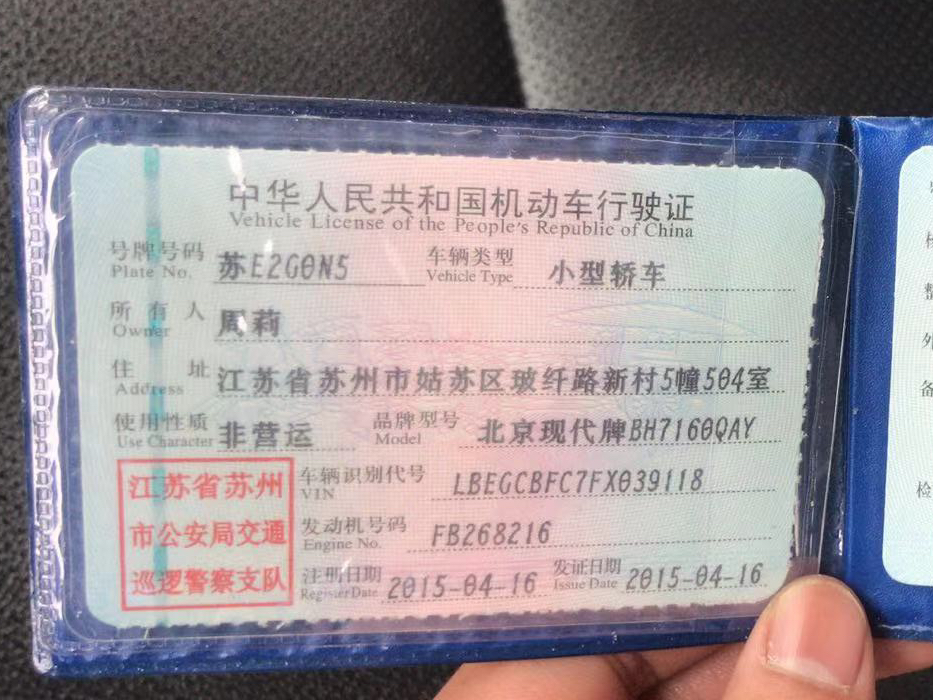 中华人民共和国机动车行驶证
Vehicle License of the People's Republic of China
号牌号码 苏E2G0N5 车辆类型 小型轿车
Plate No. Vehicle Type
所有人 周莉
Owner
住址 江苏省苏州市姑苏区玻纤路新村5幢504室
Address
使用性质 非营运 品牌型号 北京现代牌BH7160QAY
Use Character Model
江苏省苏州
市公安局交通
巡逻警察支队
车辆识别代号 LBEGCBFC7FX039118
VIN
发动机号码 FB268216
Engine No.
注册日期 2015-04-16 发证日期 2015-04-16
Register Date Issue Date
整
外
备
检